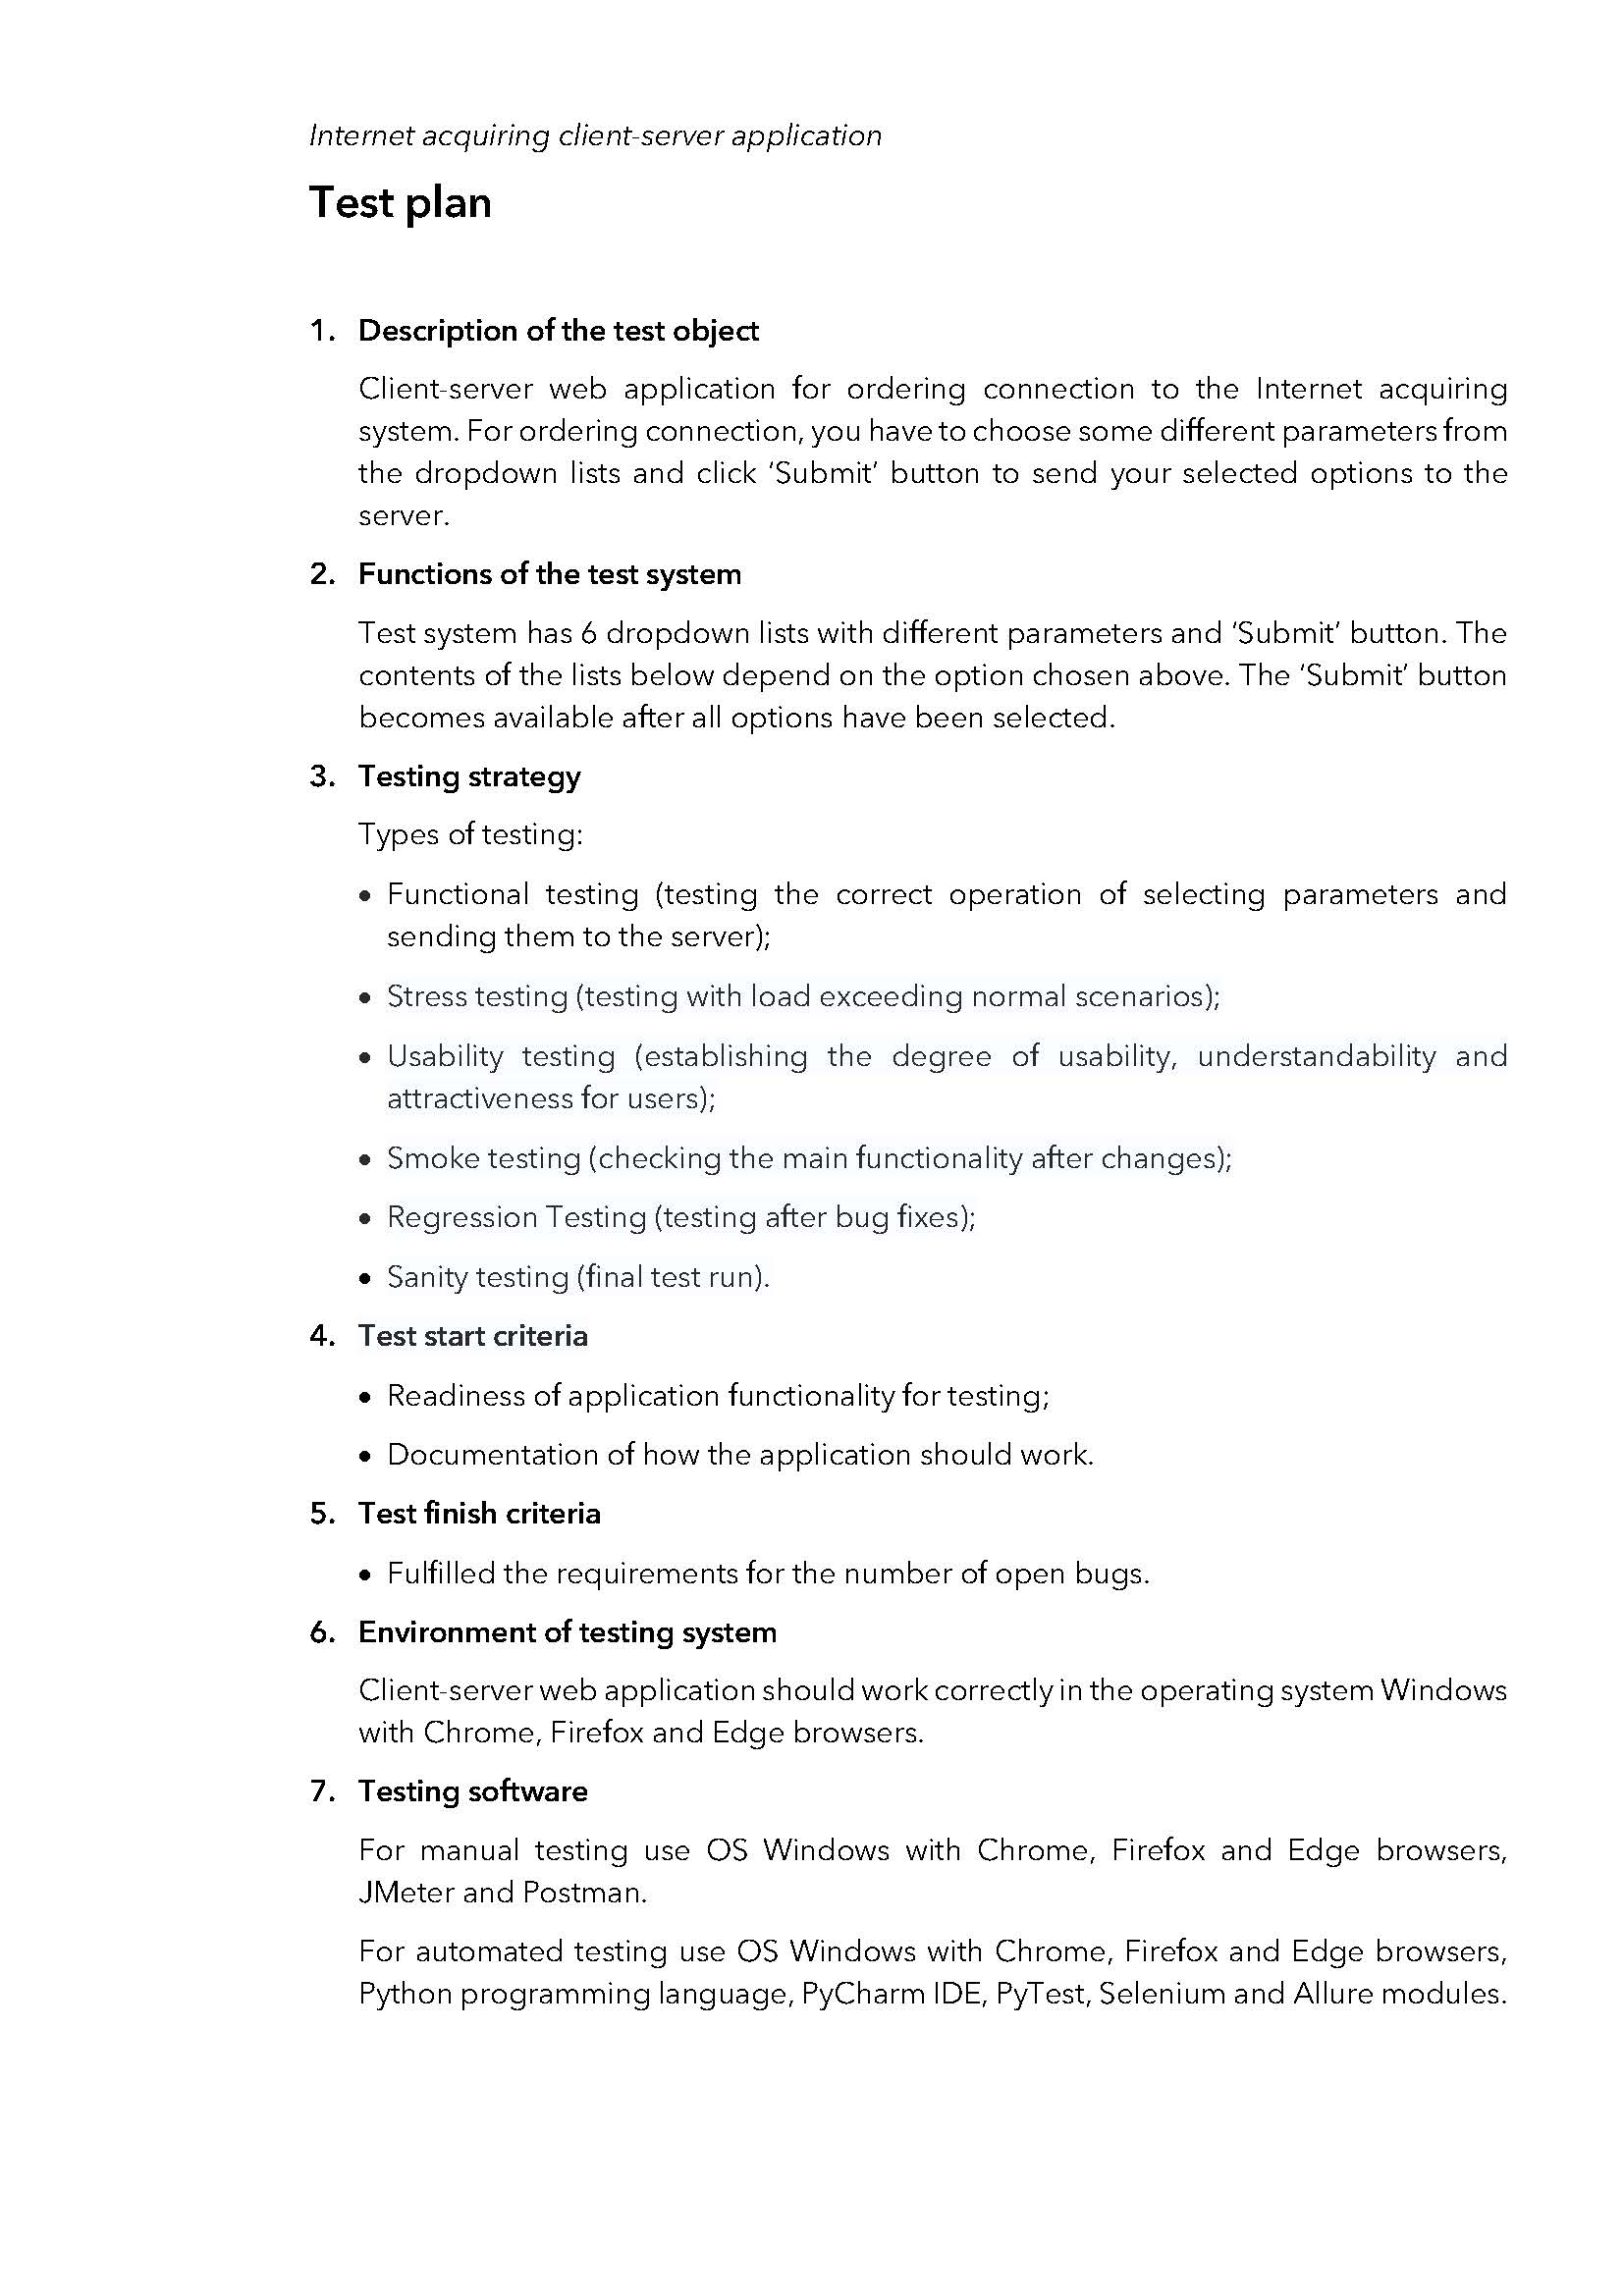 Internet acquiring client-server application
Test plan
1. Description of the test object
Client-server web application for ordering connection to the Internet acquiring
system. For ordering connection, you have to choose some different parameters from
the dropdown lists and click ‘Submit’ button to send your selected options to the
server.
2. Functions of the test system
Test system has 6 dropdown lists with different parameters and ‘Submit’ button. The
contents of the lists below depend on the option chosen above. The ‘Submit’ button
becomes available after all options have been selected.
3. Testing strategy
Types of testing:
• Functional testing (testing the correct operation of selecting parameters and
sending them to the server);
• Stress testing (testing with load exceeding normal scenarios);
• Usability testing (establishing the degree of usability, understandability and
attractiveness for users);
• Smoke testing (checking the main functionality after changes);
• Regression Testing (testing after bug fixes);
• Sanity testing (final test run).
4. Test start criteria
• Readiness of application functionality for testing;
• Documentation of how the application should work.
5. Test finish criteria
• Fulfilled the requirements for the number of open bugs.
6. Environment of testing system
Client-server web application should work correctly in the operating system Windows
with Chrome, Firefox and Edge browsers.
7. Testing software
For manual testing use OS Windows with Chrome, Firefox and Edge browsers,
JMeter and Postman.
For automated testing use OS Windows with Chrome, Firefox and Edge browsers,
Python programming language, PyCharm IDE, PyTest, Selenium and Allure modules.